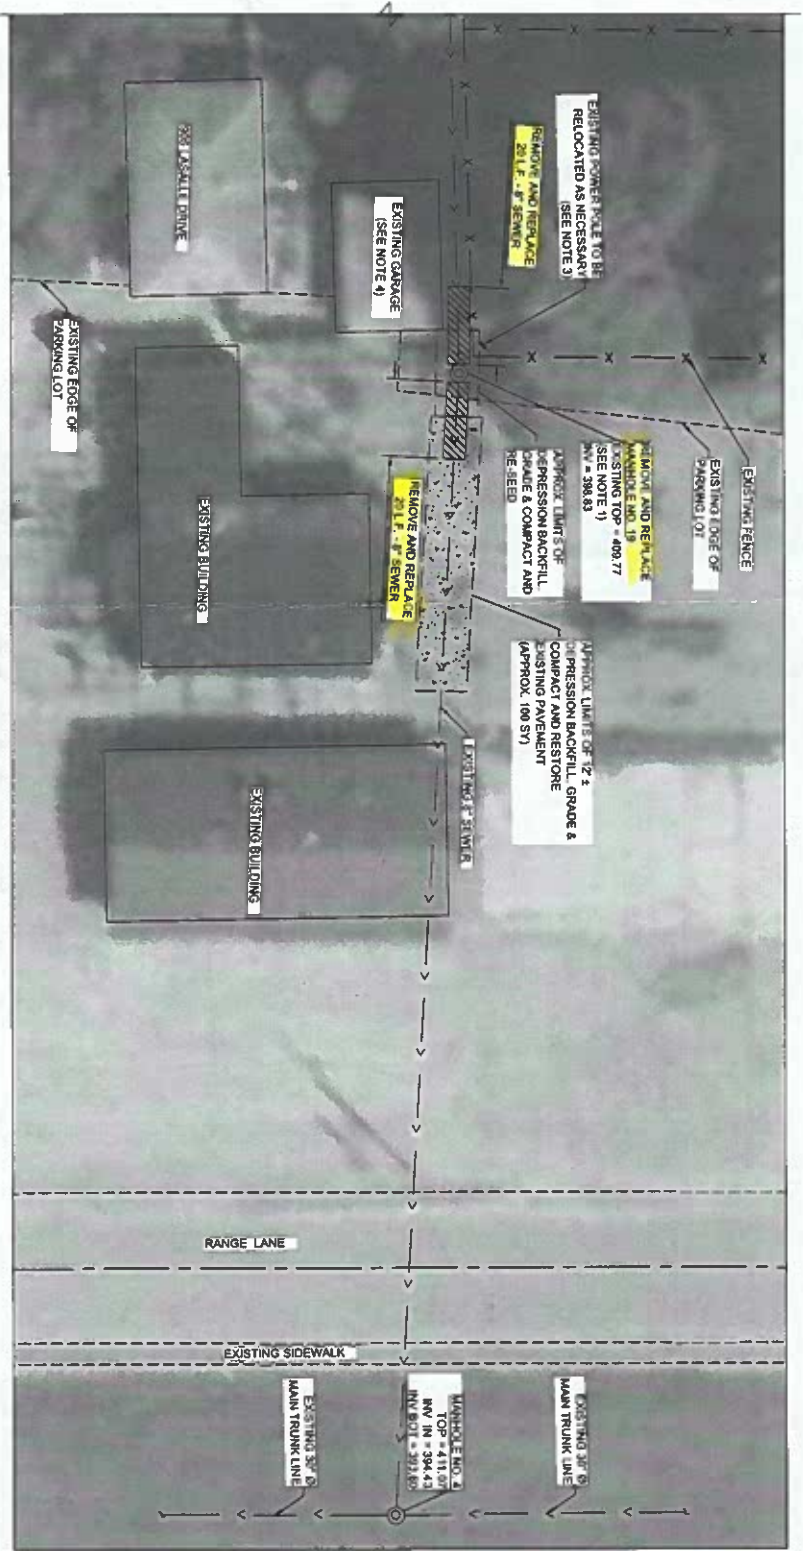 EXISTING POWER POLE TO BE
RELOCATED AS NECESSARY
(SEE NOTE 3)
REMOVE AND REPLACE
20 L.F. - 8" SEWER
LASALLE DRIVE
EXISTING GARAGE
(SEE NOTE 4)
EXISTING EDGE OF
PARKING LOT
EXISTING FENCE
EXISTING EDGE OF
PARKING LOT
REMOVE AND REPLACE
MANHOLE NO. 19
EXISTING TOP = 409.77
(SEE NOTE 1)
INV = 398.83
APPROX. LIMITS OF
DEPRESSION BACKFILL
GRADE & COMPACT AND
RE-SEED
REMOVE AND REPLACE
20 L.F. - 8" SEWER
EXISTING BUILDING
APPROX. LIMITS OF 12" ±
DEPRESSION BACKFILL, GRADE &
COMPACT AND RESTORE
EXISTING PAVEMENT
(APPROX. 100 SY)
EXISTING 8" SEWER
EXISTING BUILDING
RANGE LANE
EXISTING SIDEWALK
EXISTING 30" Ø
MAIN TRUNK LINE
MANHOLE NO. 4
TOP = 411.07
INV IN = 394.43
INV BOT =
EXISTING 30" Ø
MAIN TRUNK LINE